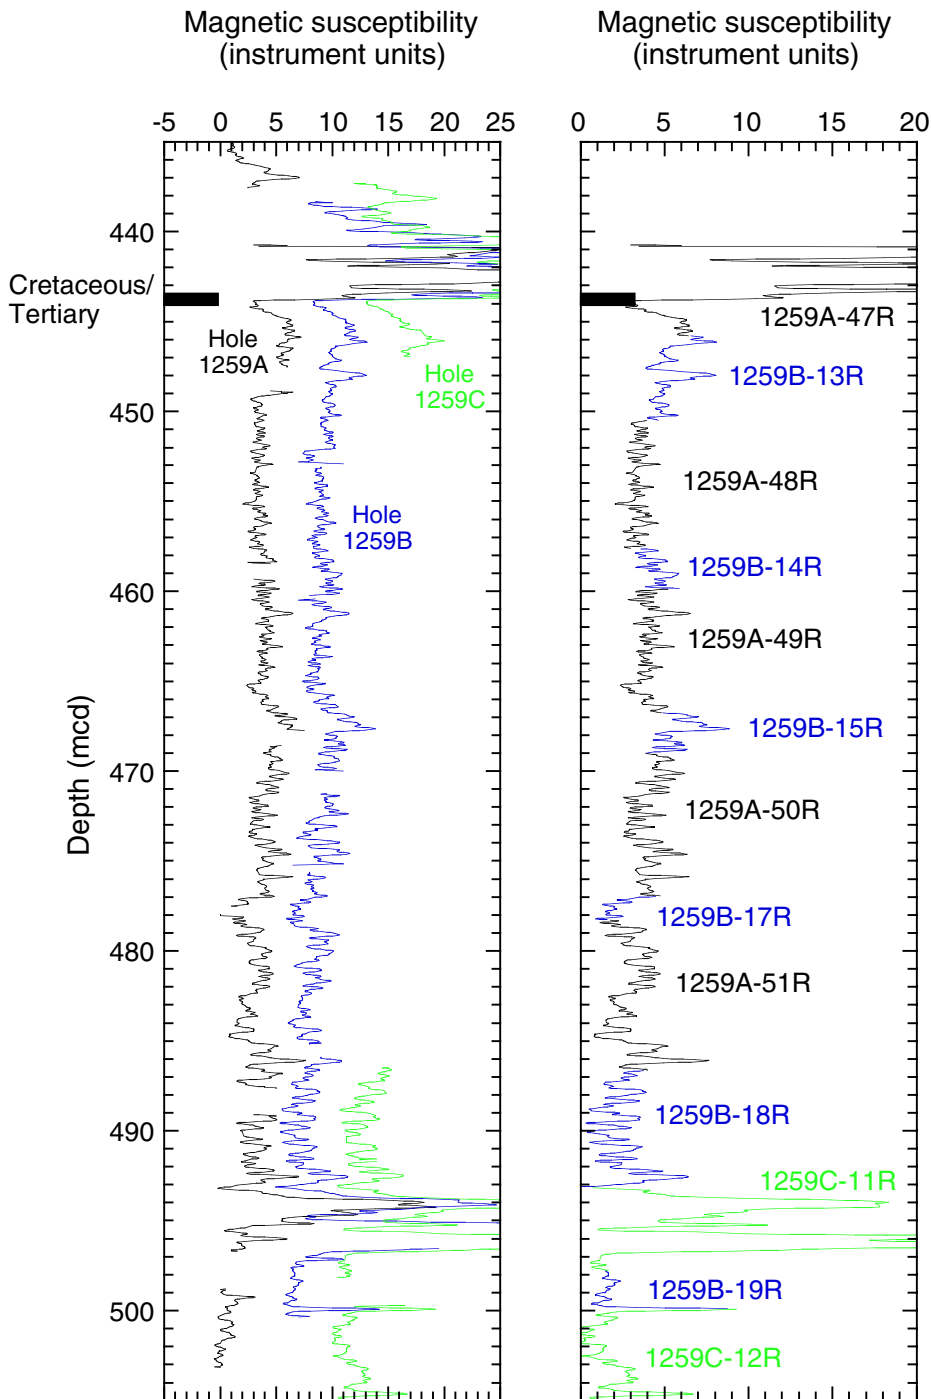 Magnetic susceptibility
(instrument units)
Magnetic susceptibility
(instrument units)
-5 0 5 10 15 20 25
0 5 10 15 20
440
Cretaceous/
Tertiary
Hole
1259A
Hole
1259C
1259A-47R
1259B-13R
450
1259A-48R
Hole
1259B
1259B-14R
460
1259A-49R
Depth (mcd)
1259B-15R
470
1259A-50R
1259B-17R
480
1259A-51R
490
1259B-18R
1259C-11R
500
1259B-19R
1259C-12R